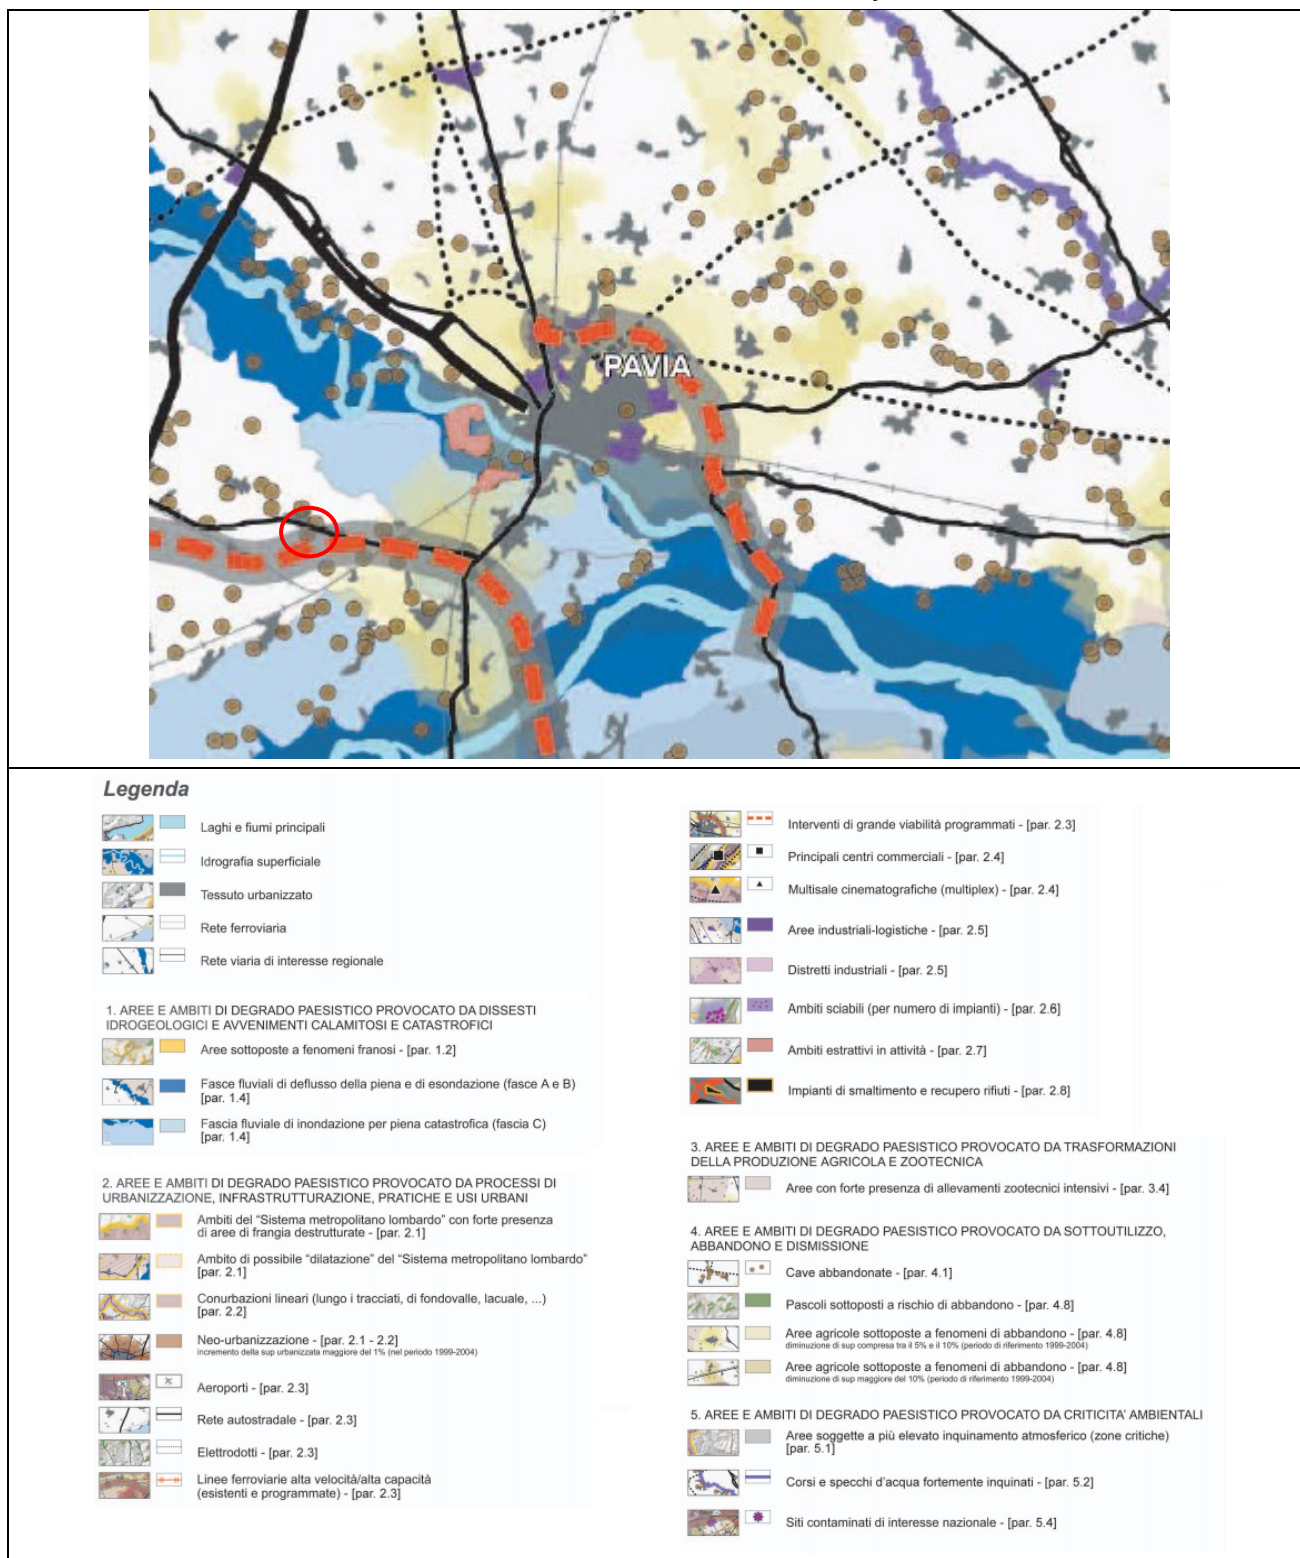 PAVIA
Legenda
Laghi e fiumi principali
Idrografia superficiale
Tessuto urbanizzato
Rete ferroviaria
Rete viaria di interesse regionale
1. AREE E AMBITI DI DEGRADO PAESISTICO PROVOCATO DA DISSESTI
IDROGEOLOGICI E AVVENIMENTI CALAMITOSI E CATASTROFICI
Aree sottoposte a fenomeni franosi - [par. 1.2]
Fasce fluviali di deflusso della piena e di esondazione (fasce A e B)
[par. 1.4]
Fascia fluviale di inondazione per piena catastrofica (fascia C)
[par. 1.4]
2. AREE E AMBITI DI DEGRADO PAESISTICO PROVOCATO DA PROCESSI DI
URBANIZZAZIONE, INFRASTRUTTURAZIONE, PRATICHE E USI URBANI
Ambiti del "Sistema metropolitano lombardo" con forte presenza
di aree di frangia destrutturate - [par. 2.1]
Ambito di possibile "dilatazione" del "Sistema metropolitano lombardo"
[par. 2.1]
Conurbazioni lineari (lungo i tracciati, di fondovalle, lacuale, ...)
[par. 2.2]
Neo-urbanizzazione - [par. 2.1 - 2.2]
incremento della sup urbanizzata maggiore del 1% (nel periodo 1999-2004)
Aeroporti - [par. 2.3]
Rete autostradale - [par. 2.3]
Elettrodotti - [par. 2.3]
Linee ferroviarie alta velocità/alta capacità
(esistenti e programmate) - [par. 2.3]
Interventi di grande viabilità programmati - [par. 2.3]
Principali centri commerciali - [par. 2.4]
Multisale cinematografiche (multiplex) - [par. 2.4]
Aree industriali-logistiche - [par. 2.5]
Distretti industriali - [par. 2.5]
Ambiti sciabili (per numero di impianti) - [par. 2.6]
Ambiti estrattivi in attività - [par. 2.7]
Impianti di smaltimento e recupero rifiuti - [par. 2.8]
3. AREE E AMBITI DI DEGRADO PAESISTICO PROVOCATO DA TRASFORMAZIONI
DELLA PRODUZIONE AGRICOLA E ZOOTECNICA
Aree con forte presenza di allevamenti zootecnici intensivi - [par. 3.4]
4. AREE E AMBITI DI DEGRADO PAESISTICO PROVOCATO DA SOTTOUTILIZZO,
ABBANDONO E DISMISSIONE
Cave abbandonate - [par. 4.1]
Pascoli sottoposti a rischio di abbandono - [par. 4.8]
Aree agricole sottoposte a fenomeni di abbandono - [par. 4.8]
diminuzione di sup compresa tra il 5% e il 10% (periodo di riferimento 1999-2004)
Aree agricole sottoposte a fenomeni di abbandono - [par. 4.8]
diminuzione di sup maggiore del 10% (periodo di riferimento 1999-2004)
5. AREE E AMBITI DI DEGRADO PAESISTICO PROVOCATO DA CRITICITA' AMBIENTALI
Aree soggette a più elevato inquinamento atmosferico (zone critiche)
[par. 5.1]
Corsi e specchi d'acqua fortemente inquinati - [par. 5.2]
Siti contaminati di interesse nazionale - [par. 5.4]